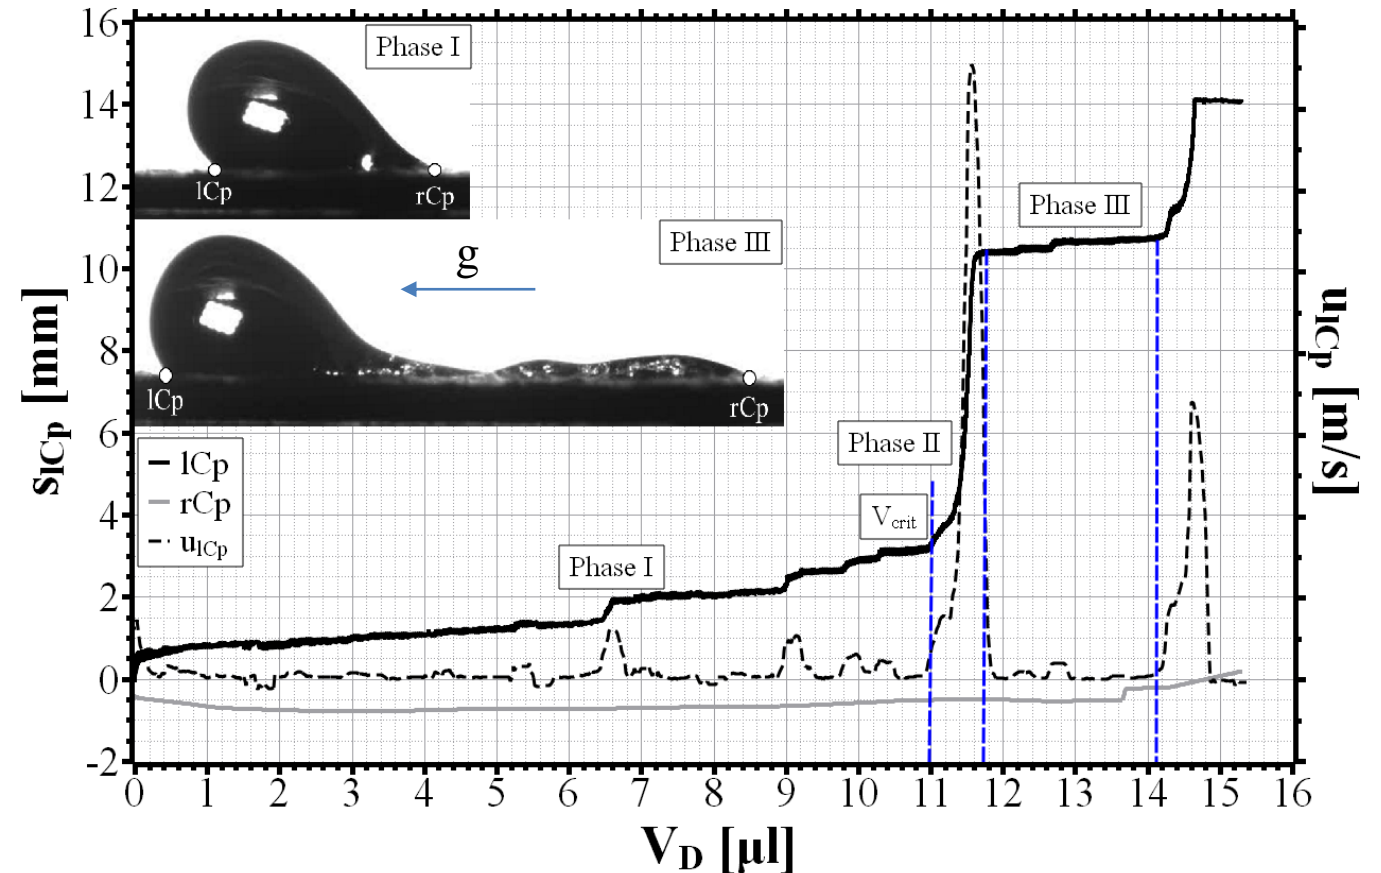 16
14
12
10
8
6
4
2
0
-2
s_lCp [mm]
Phase I
lCp
rCp
Phase III
g
lCp
rCp
lCp
rCp
u_lCp
Phase I
V_crit
Phase II
Phase III
u_lCp [m/s]
0 1 2 3 4 5 6 7 8 9 10 11 12 13 14 15 16
V_D [µl]